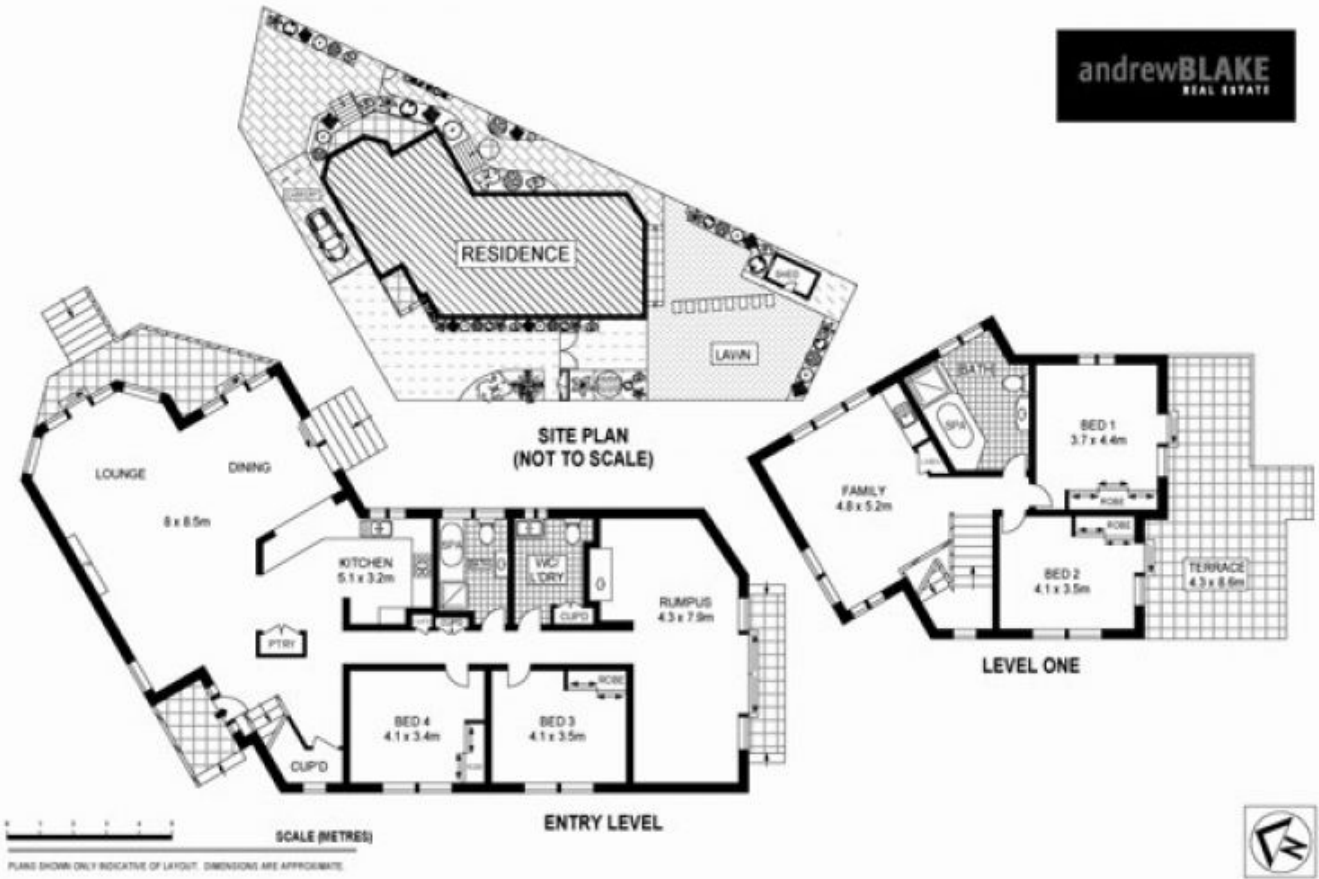 andrewBLAKE
REAL ESTATE
RESIDENCE
SHED
LAWN
SITE PLAN
(NOT TO SCALE)
LOUNGE
DINING
8 x 8.5m
KITCHEN
5.1 x 3.2m
SPA
BATH
WC/
L'DRY
CUP'D
RUMPUS
4.3 x 7.9m
PTRY
BED 4
4.1 x 3.4m
BED 3
4.1 x 3.5m
ROBE
CUP'D
ENTRY LEVEL
BATH
SPA
BED 1
3.7 x 4.4m
ROBE
FAMILY
4.8 x 5.2m
ROBE
BED 2
4.1 x 3.5m
TERRACE
4.3 x 8.6m
LEVEL ONE
SCALE (METRES)
PLANS SHOWN ONLY INDICATIVE OF LAYOUT. DIMENSIONS ARE APPROXIMATE.
N